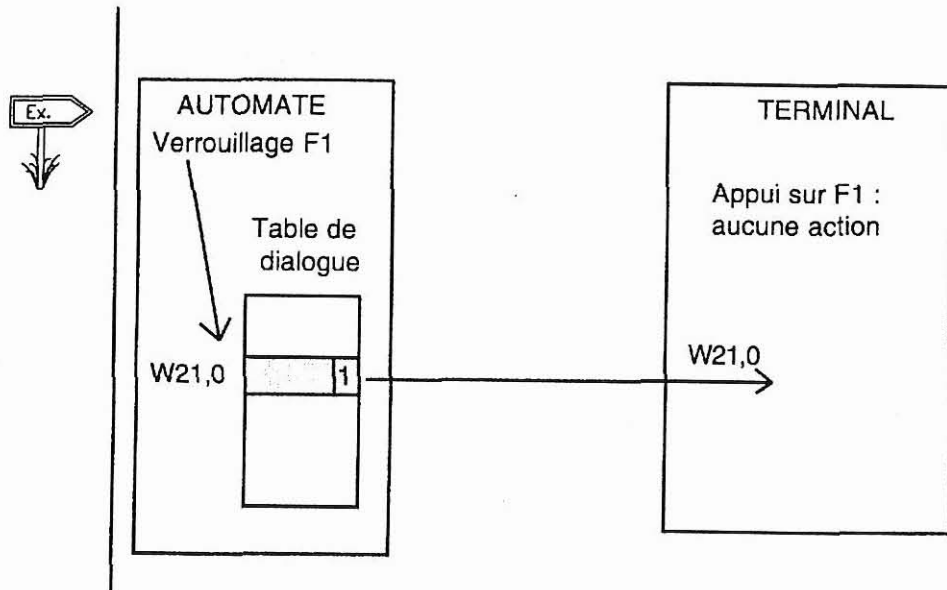 Ex.
AUTOMATE
Verrouillage F1
Table de
dialogue
W21,0
1
TERMINAL
Appui sur F1 :
aucune action
W21,0